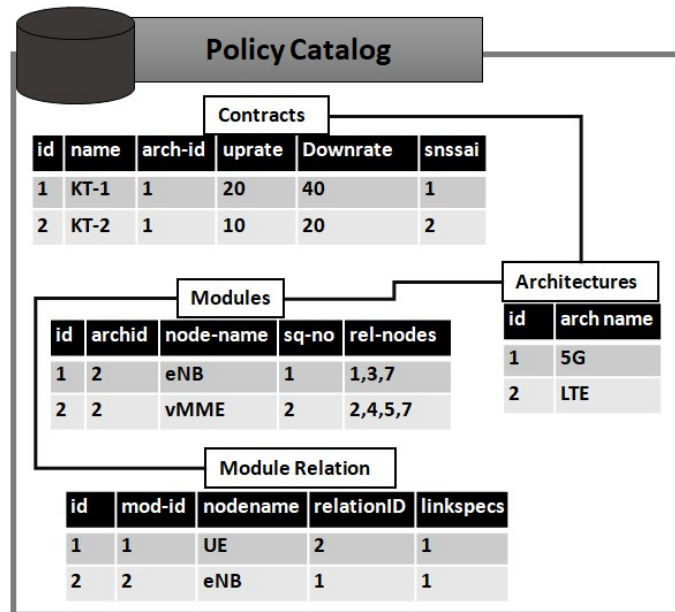 Policy Catalog
Contracts
id name arch-id uprate Downrate snssai
1 KT-1 1 20 40 1
2 KT-2 1 10 20 2
Architectures
id arch name
1 5G
2 LTE
Modules
id archid node-name sq-no rel-nodes
1 2 eNB 1 1,3,7
2 2 vMME 2 2,4,5,7
Module Relation
id mod-id nodename relationID linkspecs
1 1 UE 2 1
2 2 eNB 1 1